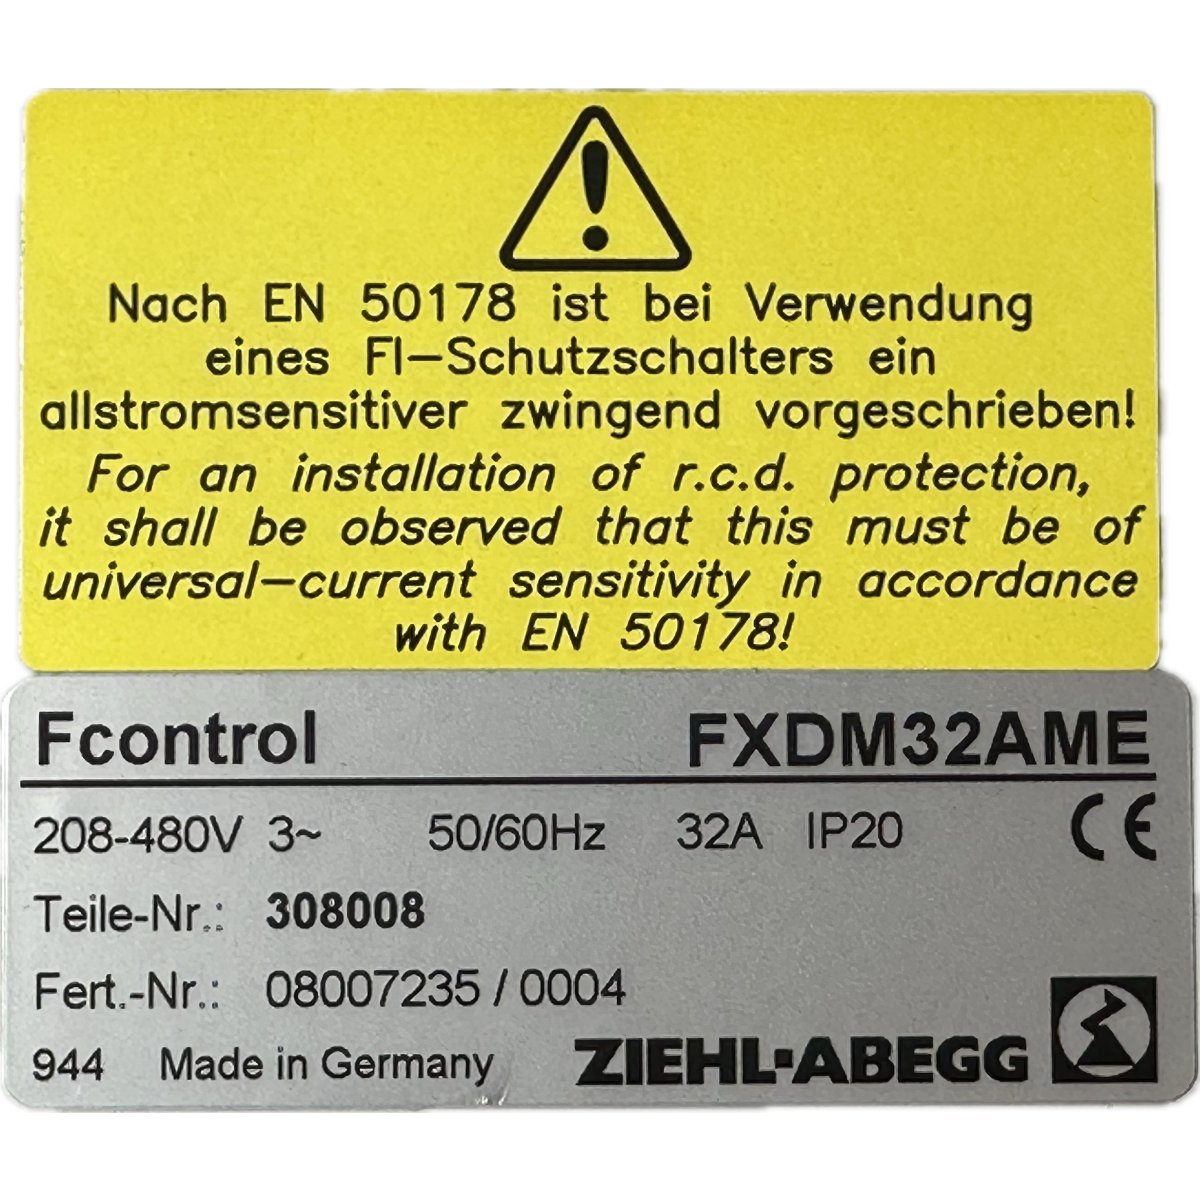 Nach EN 50178 ist bei Verwendung
eines FI-Schutzschalters ein
allstromsensitiver zwingend vorgeschrieben!
For an installation of r.c.d. protection,
it shall be observed that this must be of
universal-current sensitivity in accordance
with EN 50178!
Fcontrol FXDM32AME
208-480V 3~ 50/60Hz 32A IP20 CE
Teile-Nr.: 308008
Fert.-Nr.: 08007235 / 0004
944 Made in Germany ZIEHL-ABEGG